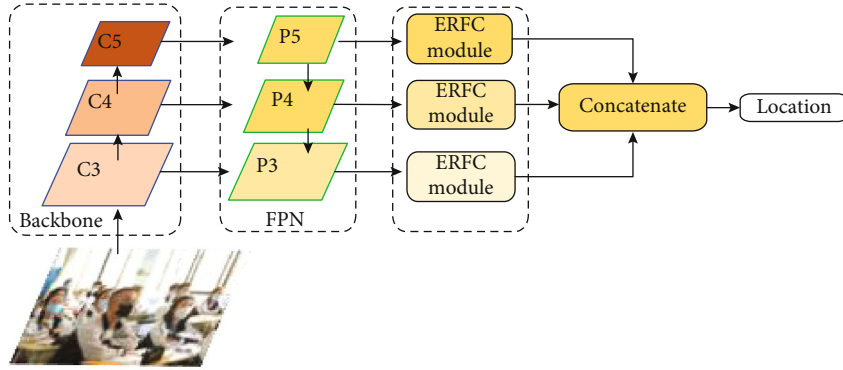 C5
P5
ERFC
module
C4
P4
ERFC
module
Concatenate
Location
C3
P3
ERFC
module
Backbone
FPN